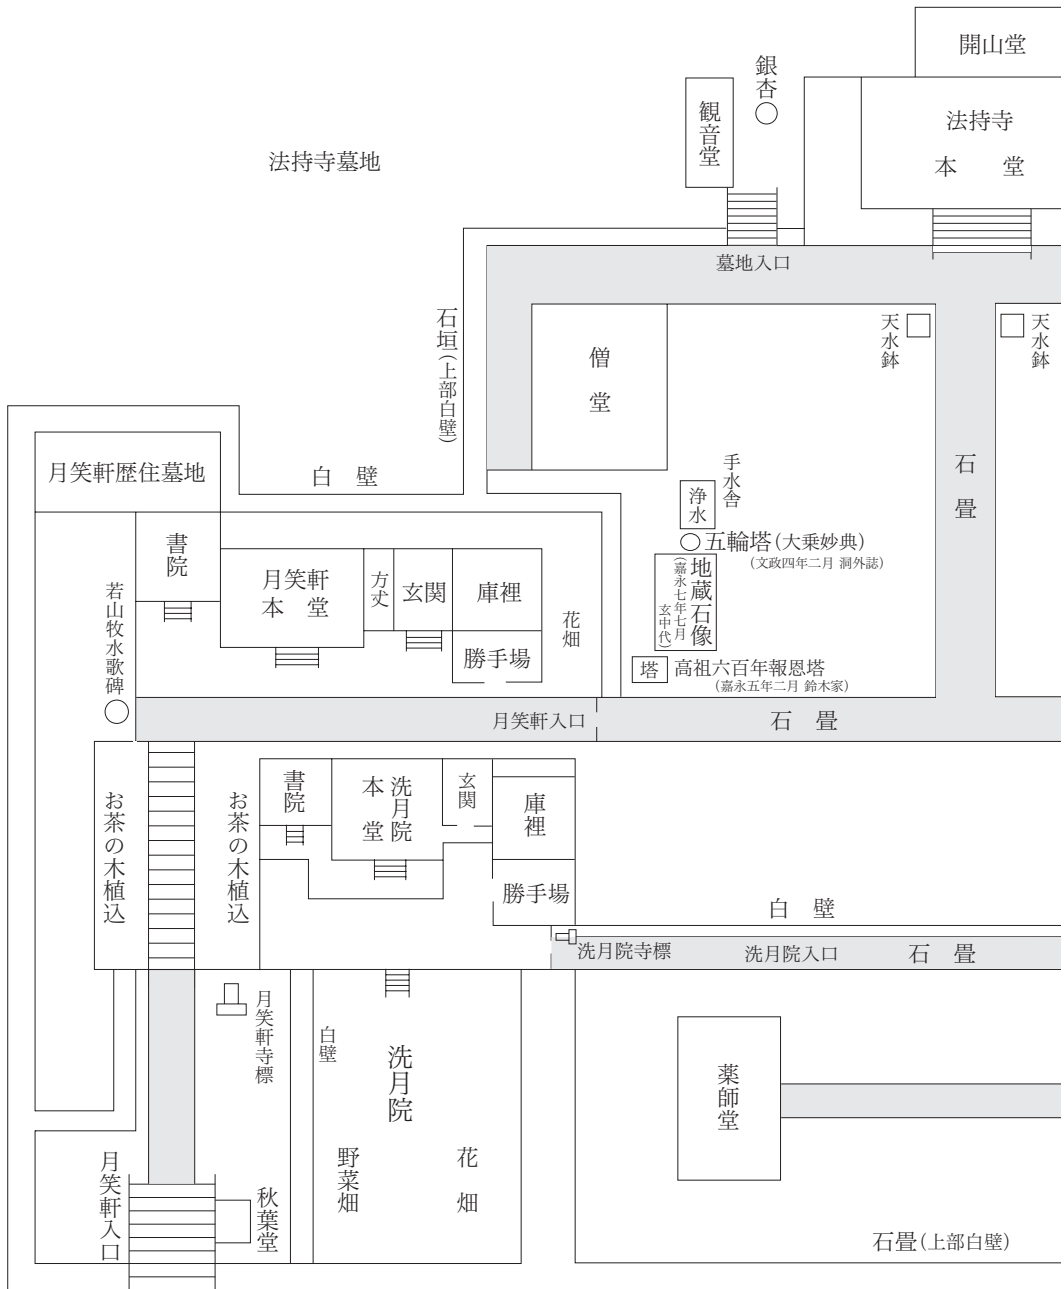 開山堂
法持寺
本堂
銀杏
観音堂
法持寺墓地
墓地入口
天水鉢
天水鉢
石垣(上部白壁)
僧堂
石畳
手水舎
浄水
五輪塔(大乗妙典)
(文政四年二月 洞外誌)
地蔵石像
(嘉永七年七月
玄中代)
塔
高祖六百年報恩塔
(嘉永五年二月 鈴木家)
白壁
月笑軒歴住墓地
書院
月笑軒
本堂
方丈
玄関
庫裡
勝手場
花畑
若山牧水歌碑
月笑軒入口
石畳
お茶の木植込
お茶の木植込
書院
洗月院
本堂
玄関
庫裡
勝手場
白壁
洗月院寺標
洗月院入口
石畳
月笑軒寺標
白壁
洗月院
野菜畑
花畑
薬師堂
月笑軒入口
秋葉堂
石畳(上部白壁)